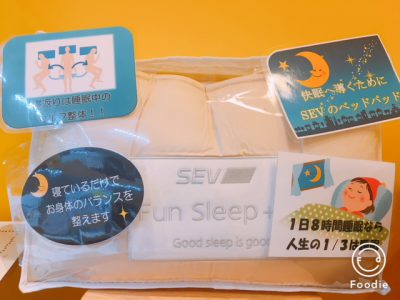 寝返りは睡眠中の
セルフ整体！！
快眠へ導くために
SEVのベッドパッド
寝ているだけで
お身体のバランスを
整えます
SEV
Fun Sleep +
Good sleep is good
1日8時間睡眠なら
人生の1/3は
Foodie